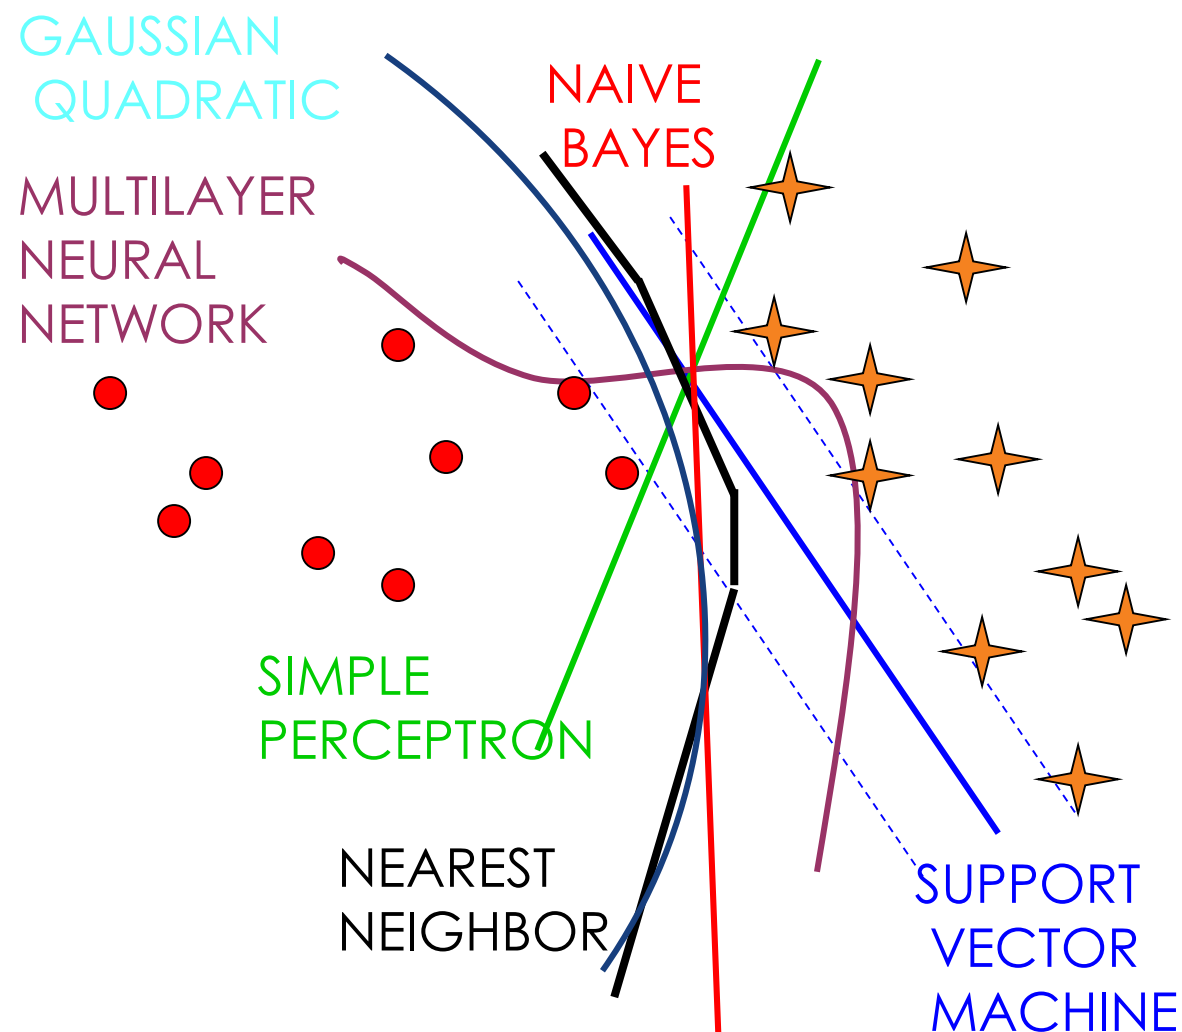 GAUSSIAN
QUADRATIC
NAIVE
BAYES
MULTILAYER
NEURAL
NETWORK
SIMPLE
PERCEPTRON
NEAREST
NEIGHBOR
SUPPORT
VECTOR
MACHINE